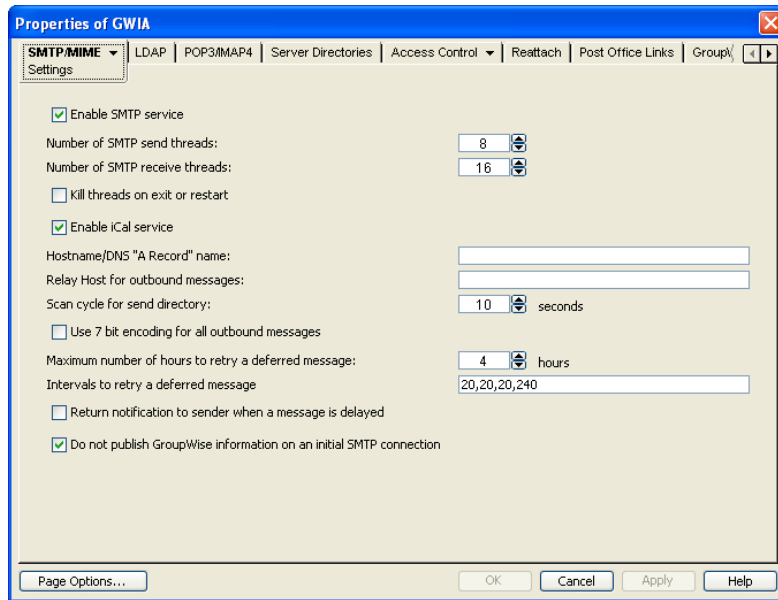 Properties of GWIA
SMTP/MIME LDAP POP3/IMAP4 Server Directories Access Control Reattach Post Office Links
Settings
Enable SMTP service
Number of SMTP send threads: 8
Number of SMTP receive threads: 16
Kill threads on exit or restart
Enable iCal service
Hostname/DNS "A Record" name:
Relay Host for outbound messages:
Scan cycle for send directory: 10 seconds
Use 7 bit encoding for all outbound messages
Maximum number of hours to retry a deferred message: 4 hours
Intervals to retry a deferred message 20,20,20,240
Return notification to sender when a message is delayed
Do not publish GroupWise information on an initial SMTP connection
Page Options... OK Cancel Apply Help